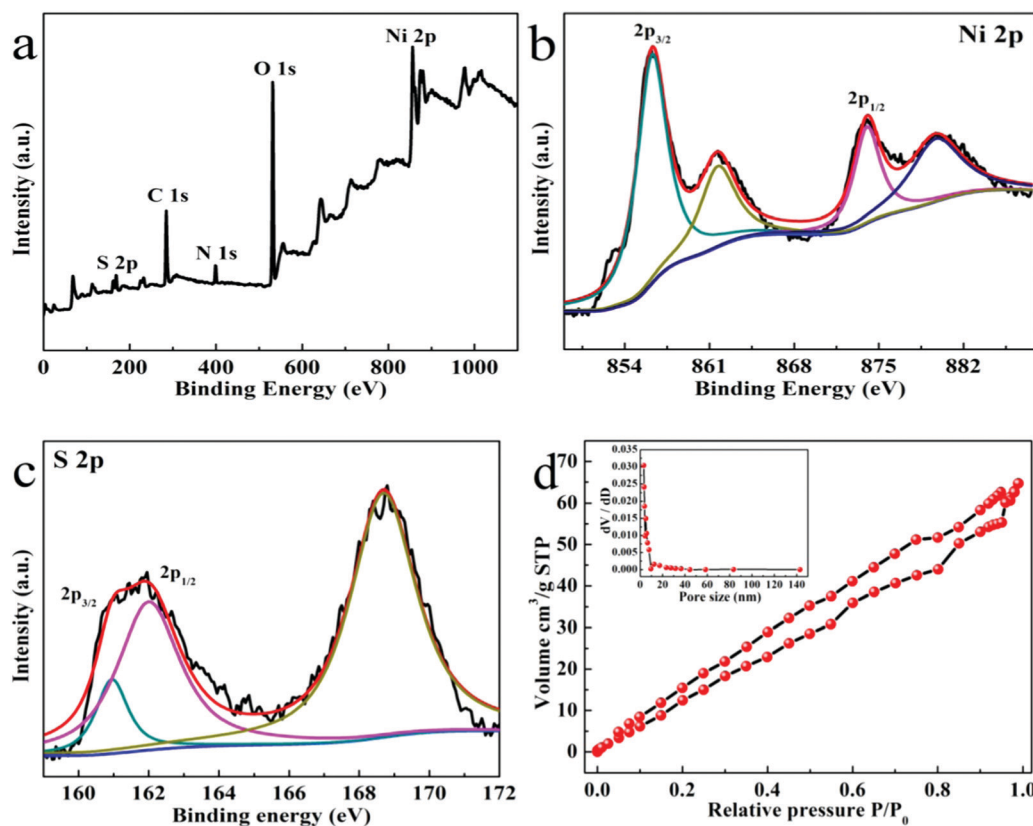 a
Ni 2p
O 1s
C 1s
N 1s
S 2p
Intensity (a.u.)
0 200 400 600 800 1000
Binding Energy (eV)
b
Ni 2p
2p3/2
2p1/2
Intensity (a.u.)
854 861 868 875 882
Binding Energy (eV)
c
S 2p
2p3/2
2p1/2
Intensity (a.u.)
160 162 164 166 168 170 172
Binding energy (eV)
d
70
60
50
40
30
20
10
0
Volume cm³/g STP
0.0 0.2 0.4 0.6 0.8 1.0
Relative pressure P/P₀
0.035
0.030
0.025
0.020
0.015
0.010
0.005
0.000
dV / dD
0 20 40 60 80 100 120 140
Pore size (nm)